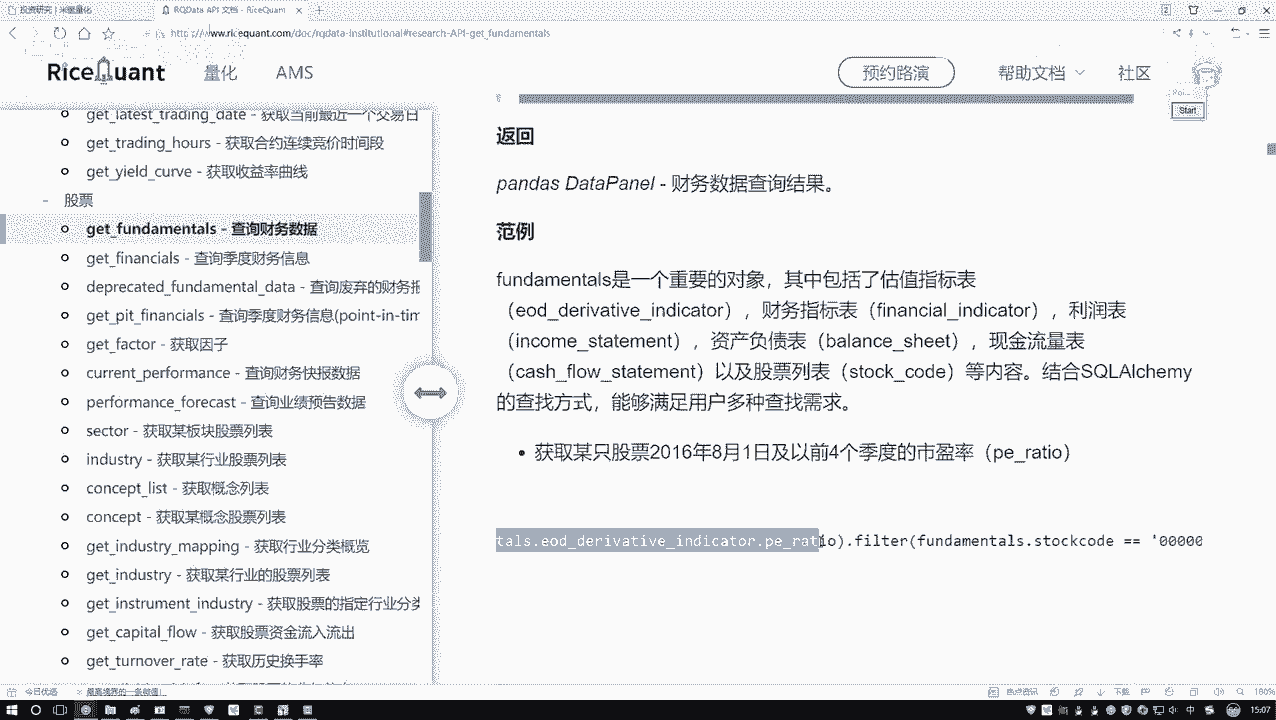 投资研究 | 米筐量化
RQData API 文档 - RiceQuant
http://www.ricequant.com/doc/rqdata-institutional#research-API-get_fundamentals
RiceQuant
量化
AMS
预约路演
帮助文档
社区
Start
get_latest_trading_date - 获取当前最近一个交易日
get_trading_hours - 获取合约连续竞价时间段
get_yield_curve - 获取收益率曲线
- 股票
get_fundamentals - 查询财务数据
get_financials - 查询季度财务信息
deprecated_fundamental_data - 查询废弃的财务报
get_pit_financials - 查询季度财务信息(point-in-tim
get_factor - 获取因子
current_performance - 查询财务快报数据
performance_forecast - 查询业绩预告数据
sector - 获取某板块股票列表
industry - 获取某行业股票列表
concept_list - 获取概念列表
concept - 获取某概念股票列表
get_industry_mapping - 获取行业分类概览
get_industry - 获取某行业的股票列表
get_instrument_industry - 获取股票的指定行业分类
get_capital_flow - 获取股票资金流入流出
get_turnover_rate - 获取历史换手率
返回
pandas DataPanel - 财务数据查询结果。
范例
fundamentals是一个重要的对象，其中包括了估值指标表
（eod_derivative_indicator），财务指标表（financial_indicator），利润表
（income_statement），资产负债表（balance_sheet），现金流量表
（cash_flow_statement）以及股票列表（stock_code）等内容。结合SQLAlchemy
的查找方式，能够满足用户多种查找需求。
• 获取某只股票2016年8月1日及以前4个季度的市盈率（pe_ratio）
tals.eod_derivative_indicator.pe_ratio).filter(fundamentals.stockcode == '00000
今日优选
下载
180%
中
15:07